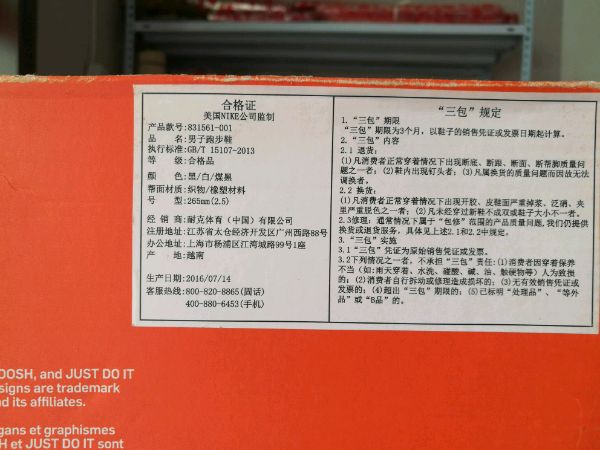 合格证
美国NIKE公司监制
产品款号:831561-001
品 名:男子跑步鞋
执行标准:GB/T 15107-2013
等 级:合格品
颜 色:黑/白/煤黑
帮面材质:织物/橡塑材料
型 号:265mm(2.5)
经 销 商:耐克体育（中国）有限公司
注册地址:江苏省太仓经济开发区广州西路88号
办公地址:上海市杨浦区江湾城路99号1座
产 地:越南
生产日期:2016/07/14
客服热线:800-820-8865(固话)
400-880-6453(手机)
“三包”规定
1.“三包”期限
“三包”期限为3个月，以鞋子的销售凭证或发票日期起计算。
2.“三包”内容
2.1 退货:
(1)凡消费者正常穿着情况下出现断底、断跟、断面、断帮脚质量问
题之一者；(2)鞋内出现钉头者；(3)凡属换货的质量问题而因故无法
调换者。
2.2 换货:
(1)凡消费者正常穿着情况下出现开胶、皮鞋面严重掉浆、泛硝、夹
里严重脱色之一者；(2)凡未经穿过新鞋不成双或鞋子大小不一者。
2.3修理：通常情况下属于“包修”范围的产品质量问题,我们仍提供
换货或退货服务，具体见上述2.1和2.2中规定。
3.“三包”实施
3.1“三包”凭证为原始销售凭证或发票。
3.2下列情况之一者，不承担“三包”责任:(1)消费者因穿着保养
不当（如:雨天穿着、水洗、碰酸、碱、油、触硬物等）人为致损
的；(2)消费者自行拆动或修理造成损坏的；(3)无有效销售凭证或
发票的；(4)超出“三包”期限的；(5)已标明“处理品”、“等外
品”或“B品”的。
OOSH, and JUST DO IT
signs are trademark
d its affiliates.
gans et graphismes
H et JUST DO IT sont